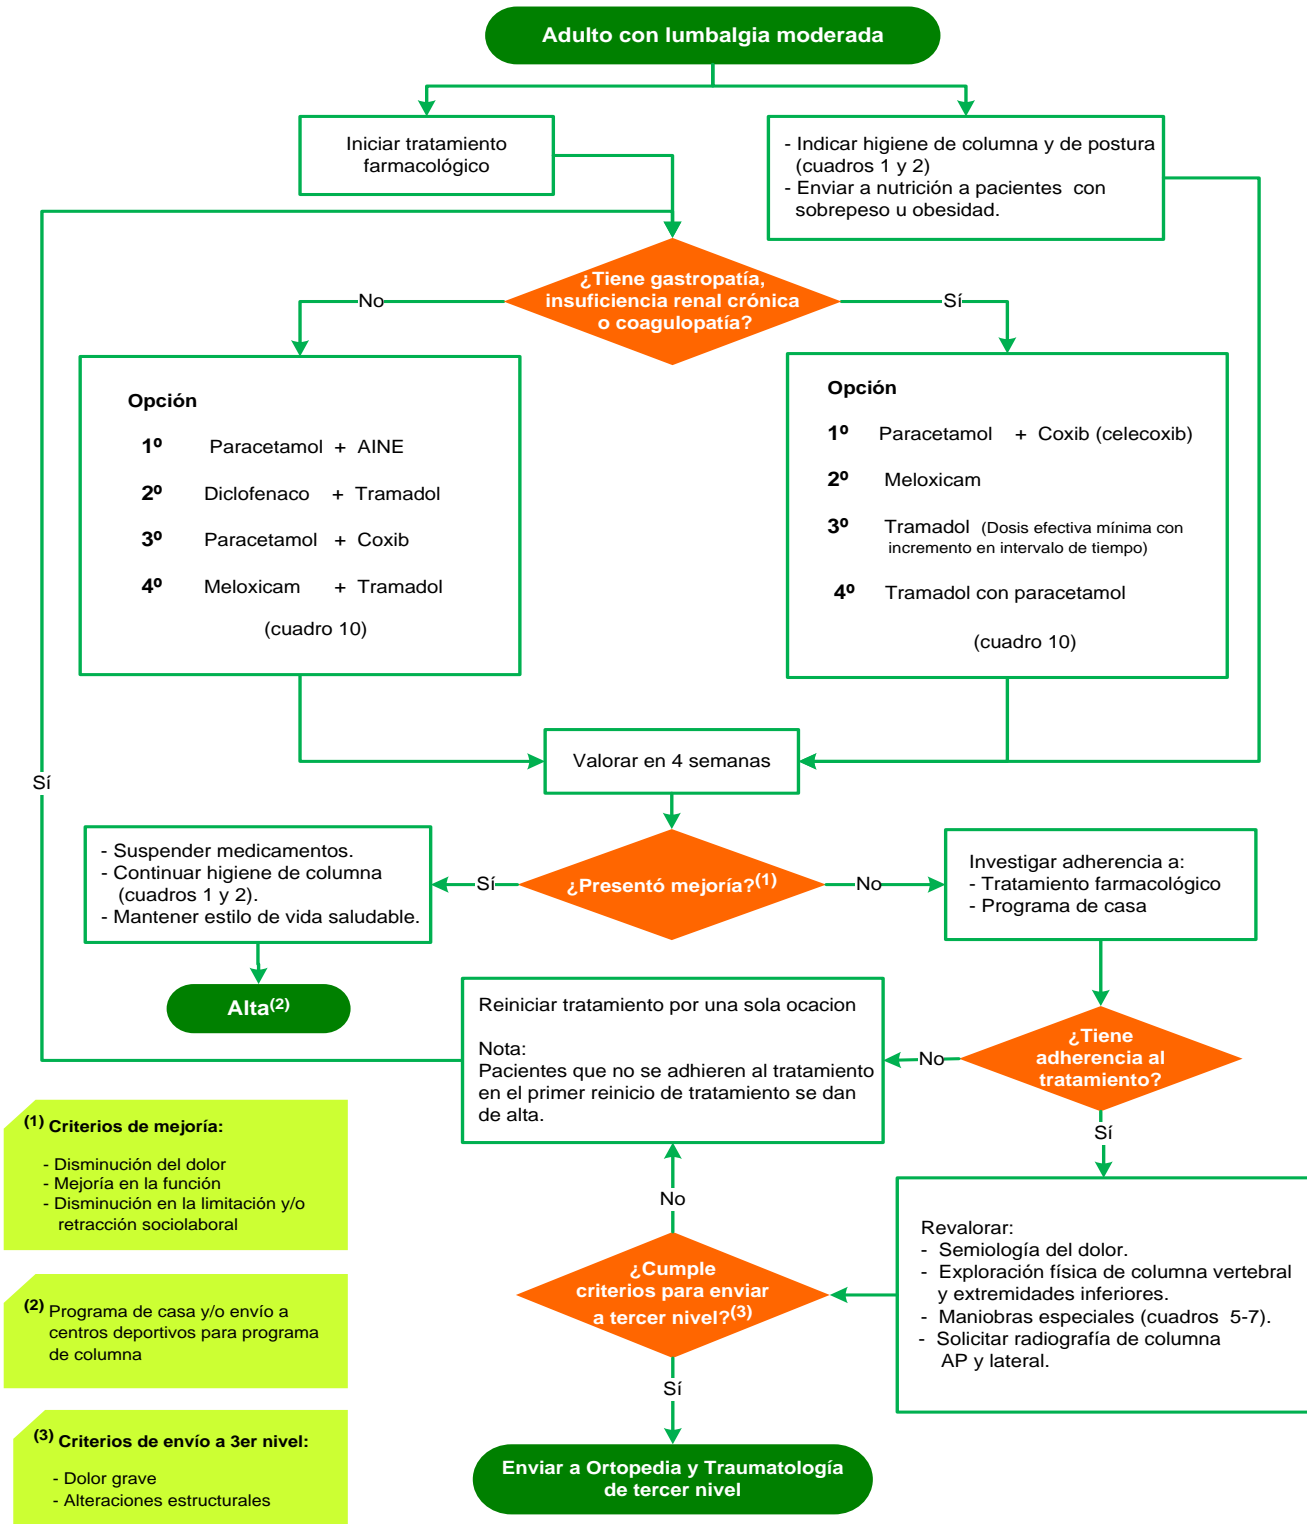 Adulto con lumbalgia moderada
Iniciar tratamiento
farmacológico
- Indicar higiene de columna y de postura
(cuadros 1 y 2)
- Enviar a nutrición a pacientes con
sobrepeso u obesidad.
¿Tiene gastropatía,
insuficiencia renal crónica
o coagulopatía?
No
Sí
Opción
1º Paracetamol + AINE
2º Diclofenaco + Tramadol
3º Paracetamol + Coxib
4º Meloxicam + Tramadol
(cuadro 10)
Opción
1º Paracetamol + Coxib (celecoxib)
2º Meloxicam
3º Tramadol (Dosis efectiva mínima con
incremento en intervalo de tiempo)
4º Tramadol con paracetamol
(cuadro 10)
Valorar en 4 semanas
Sí
- Suspender medicamentos.
- Continuar higiene de columna
(cuadros 1 y 2).
- Mantener estilo de vida saludable.
Sí
¿Presentó mejoría?(1)
No
Investigar adherencia a:
- Tratamiento farmacológico
- Programa de casa
Alta(2)
Reiniciar tratamiento por una sola ocacion
Nota:
Pacientes que no se adhieren al tratamiento
en el primer reinicio de tratamiento se dan
de alta.
No
¿Tiene
adherencia al
tratamiento?
Sí
(1) Criterios de mejoría:
- Disminución del dolor
- Mejoría en la función
- Disminución en la limitación y/o
retracción sociolaboral
No
¿Cumple
criterios para enviar
a tercer nivel?(3)
Revalorar:
- Semiología del dolor.
- Exploración física de columna vertebral
y extremidades inferiores.
- Maniobras especiales (cuadros 5-7).
- Solicitar radiografía de columna
AP y lateral.
(2) Programa de casa y/o envío a
centros deportivos para programa
de columna
Sí
(3) Criterios de envío a 3er nivel:
- Dolor grave
- Alteraciones estructurales
Enviar a Ortopedia y Traumatología
de tercer nivel